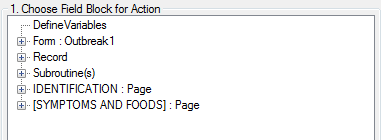 1. Choose Field Block for Action
DefineVariables
Form : Outbreak1
Record
Subroutine(s)
IDENTIFICATION : Page
[SYMPTOMS AND FOODS] : Page